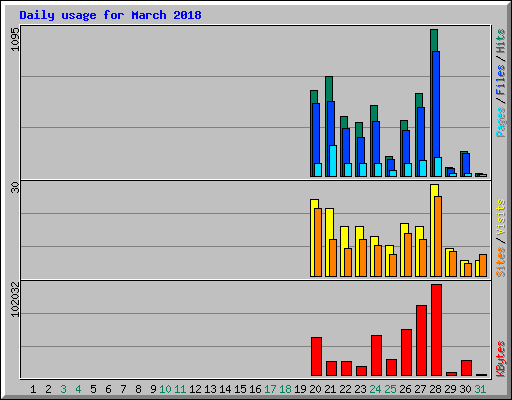 Daily usage for March 2018
1095
Pages / Files / Hits
30
Sites / Visits
102032
KBytes
1 2 3 4 5 6 7 8 9 10 11 12 13 14 15 16 17 18 19 20 21 22 23 24 25 26 27 28 29 30 31